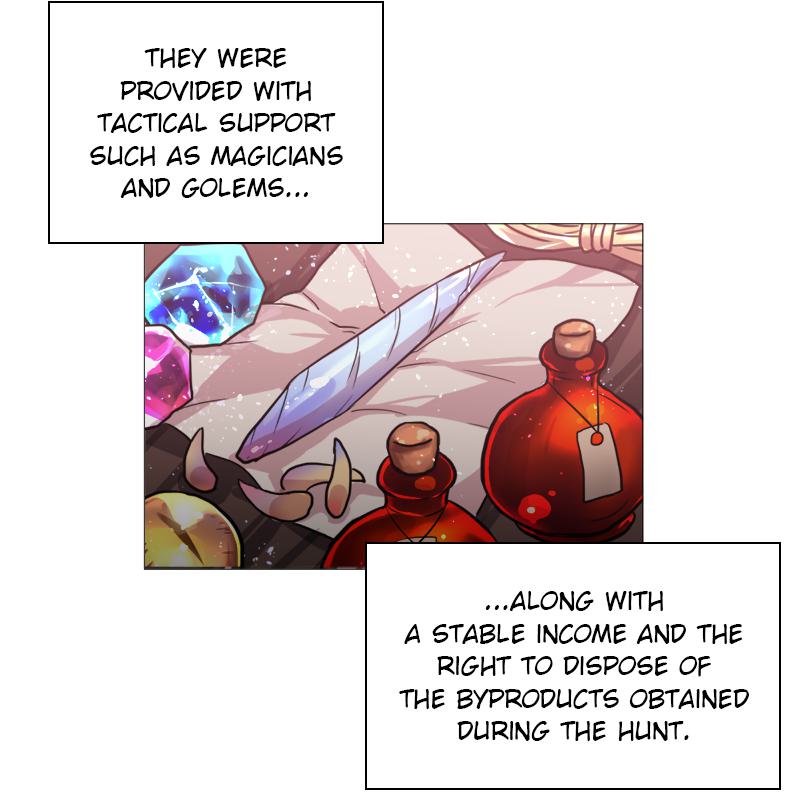 THEY WERE
PROVIDED WITH
TACTICAL SUPPORT
SUCH AS MAGICIANS
AND GOLEMS...
...ALONG WITH
A STABLE INCOME AND THE
RIGHT TO DISPOSE OF
THE BYPRODUCTS OBTAINED
DURING THE HUNT.